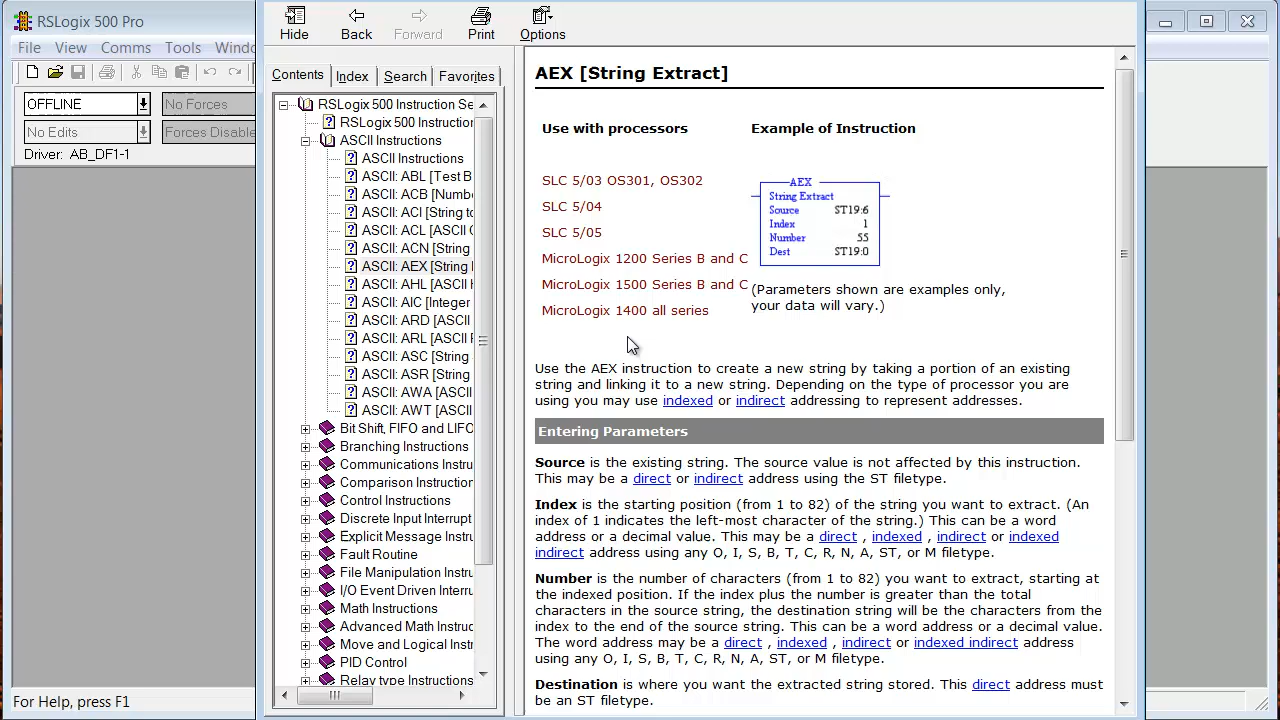 RSLogix 500 Pro
File View Comms Tools Windo
OFFLINE
No Forces
No Edits
Forces Disable
Driver: AB_DF1-1
For Help, press F1
Hide Back Forward Print Options
Contents Index Search Favorites
RSLogix 500 Instruction Se
RSLogix 500 Instruction
ASCII Instructions
ASCII Instructions
ASCII: ABL [Test B
ASCII: ACB [Numb
ASCII: ACI [String to
ASCII: ACL [ASCII C
ASCII: ACN [String
ASCII: AEX [String
ASCII: AHL [ASCII H
ASCII: AIC [Integer
ASCII: ARD [ASCII
ASCII: ARL [ASCII F
ASCII: ASC [String
ASCII: ASR [String
ASCII: AWA [ASCII
ASCII: AWT [ASCII
Bit Shift, FIFO and LIFO
Branching Instructions
Communications Instru
Comparison Instruction
Control Instructions
Discrete Input Interrupt
Explicit Message Instru
Fault Routine
File Manipulation Instru
I/O Event Driven Interru
Math Instructions
Advanced Math Instruc
Move and Logical Instr
PID Control
Relay type Instructions
AEX [String Extract]
Use with processors
SLC 5/03 OS301, OS302
SLC 5/04
SLC 5/05
MicroLogix 1200 Series B and C
MicroLogix 1500 Series B and C
MicroLogix 1400 all series
Example of Instruction
AEX
String Extract
Source ST19:6
Index 1
Number 55
Dest ST19:0
(Parameters shown are examples only,
your data will vary.)
Use the AEX instruction to create a new string by taking a portion of an existing
string and linking it to a new string. Depending on the type of processor you are
using you may use indexed or indirect addressing to represent addresses.
Entering Parameters
Source is the existing string. The source value is not affected by this instruction.
This may be a direct or indirect address using the ST filetype.
Index is the starting position (from 1 to 82) of the string you want to extract. (An
index of 1 indicates the left-most character of the string.) This can be a word
address or a decimal value. This may be a direct , indexed , indirect or indexed
indirect address using any O, I, S, B, T, C, R, N, A, ST, or M filetype.
Number is the number of characters (from 1 to 82) you want to extract, starting at
the indexed position. If the index plus the number is greater than the total
characters in the source string, the destination string will be the characters from the
index to the end of the source string. This can be a word address or a decimal value.
The word address may be a direct , indexed , indirect or indexed indirect address
using any O, I, S, B, T, C, R, N, A, ST, or M filetype.
Destination is where you want the extracted string stored. This direct address must
be an ST filetype.